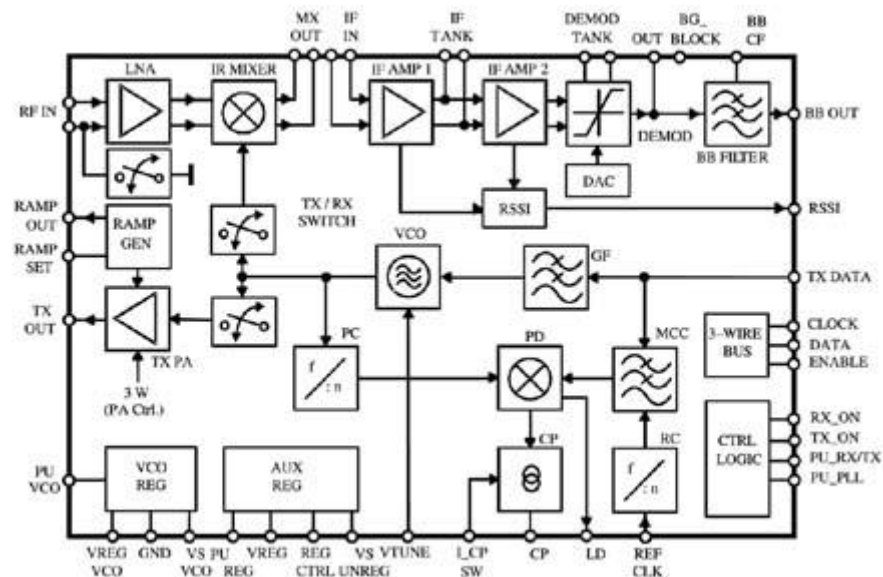 MX OUT
IF IN
IF TANK
DEMOD TANK
OUT
BG_ BLOCK
BB CF
LNA
IR MIXER
IF AMP 1
IF AMP 2
RF IN
DEMOD
BB FILTER
BB OUT
DAC
RAMP OUT
RAMP GEN
TX / RX SWITCH
RSSI
RSSI
RAMP SET
VCO
GF
TX DATA
TX OUT
TX PA
PC
PD
MCC
3-WIRE BUS
CLOCK
DATA
ENABLE
f
: n
3 W
(PA Ctrl.)
CP
RC
f
: n
CTRL LOGIC
RX_ON
TX_ON
PU_RX/TX
PU_PLL
PU VCO
VCO REG
AUX REG
VREG VCO
GND
VS VCO
PU REG
VREG
REG CTRL
VS UNREG
VTUNE
I_CP SW
CP
LD
REF CLK